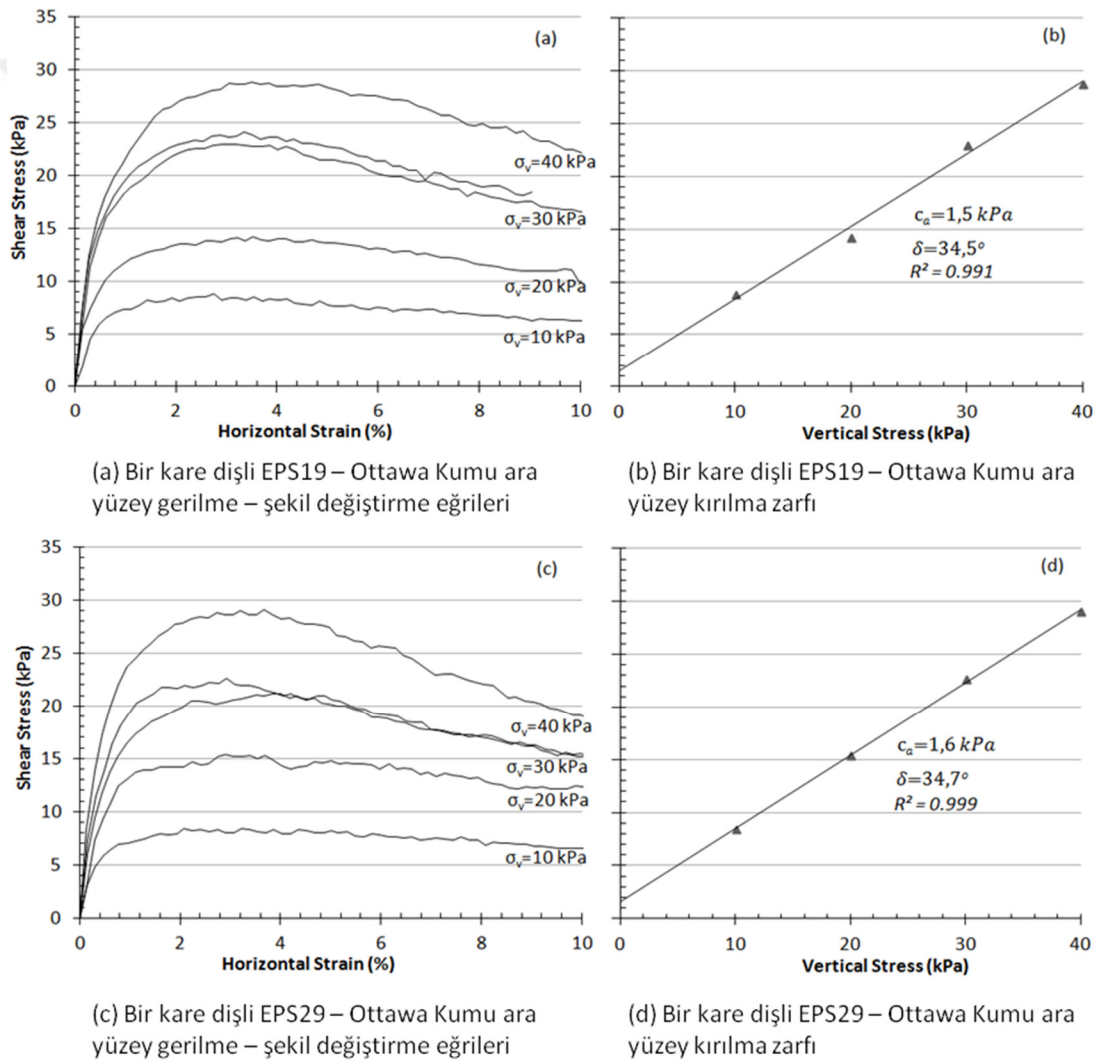 35
30
25
20
15
10
5
0
Shear Stress (kPa)
(a)
σv=40 kPa
σv=30 kPa
σv=20 kPa
σv=10 kPa
0 2 4 6 8 10
Horizontal Strain (%)
(b)
ca=1,5 kPa
δ=34,5°
R² = 0.991
0 10 20 30 40
Vertical Stress (kPa)
(a) Bir kare dişli EPS19 – Ottawa Kumu ara
yüzey gerilme – şekil değiştirme eğrileri
(b) Bir kare dişli EPS19 – Ottawa Kumu ara
yüzey kırılma zarfı
35
30
25
20
15
10
5
0
Shear Stress (kPa)
(c)
σv=40 kPa
σv=30 kPa
σv=20 kPa
σv=10 kPa
0 2 4 6 8 10
Horizontal Strain (%)
(d)
ca=1,6 kPa
δ=34,7°
R² = 0.999
0 10 20 30 40
Vertical Stress (kPa)
(c) Bir kare dişli EPS29 – Ottawa Kumu ara
yüzey gerilme – şekil değiştirme eğrileri
(d) Bir kare dişli EPS29 – Ottawa Kumu ara
yüzey kırılma zarfı